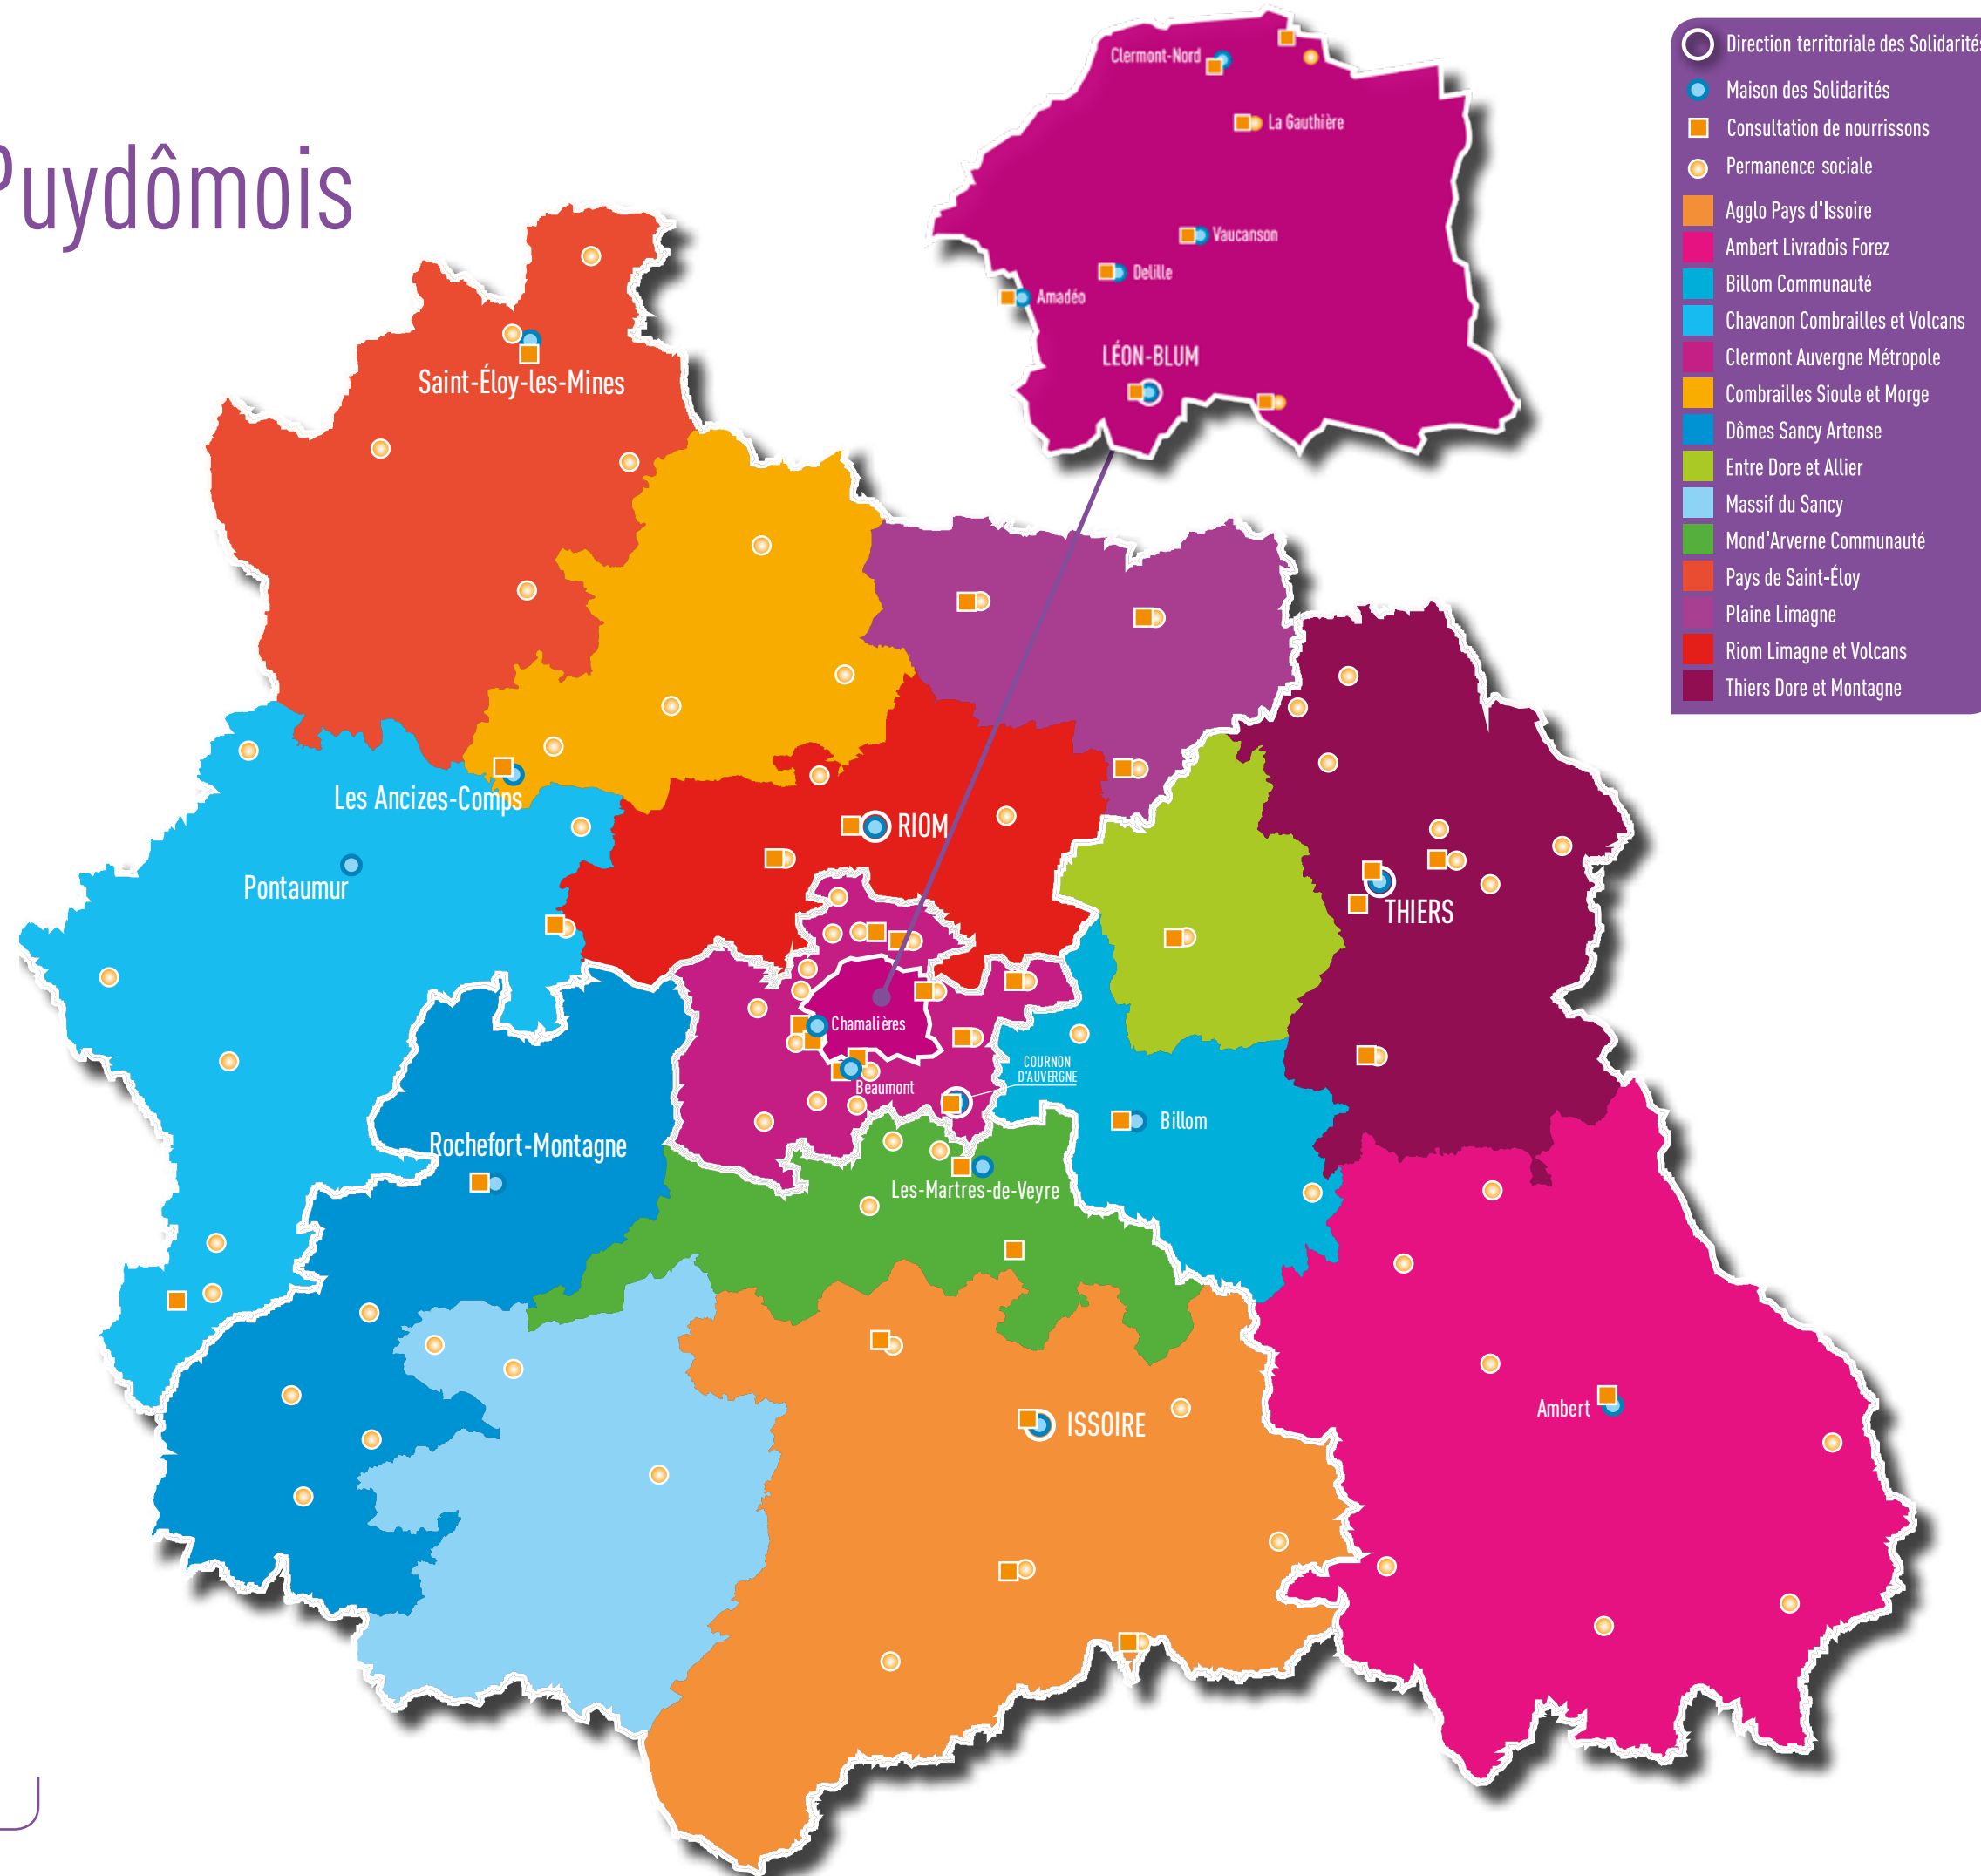 Puydômois
Clermont-Nord
La Gauthière
Vaucanson
Delille
Amadéo
LÉON-BLUM
Direction territoriale des Solidarités
Maison des Solidarités
Consultation de nourrissons
Permanence sociale
Agglo Pays d'Issoire
Ambert Livradois Forez
Billom Communauté
Chavanon Combrailles et Volcans
Clermont Auvergne Métropole
Combrailles Sioule et Morge
Dômes Sancy Artense
Entre Dore et Allier
Massif du Sancy
Mond'Arverne Communauté
Pays de Saint-Éloy
Plaine Limagne
Riom Limagne et Volcans
Thiers Dore et Montagne
Saint-Éloy-les-Mines
Les Ancizes-Comps
RIOM
Pontaumur
THIERS
Chamalières
COURNON
D'AUVERGNE
Beaumont
Billom
Rochefort-Montagne
Les-Martres-de-Veyre
ISSOIRE
Ambert